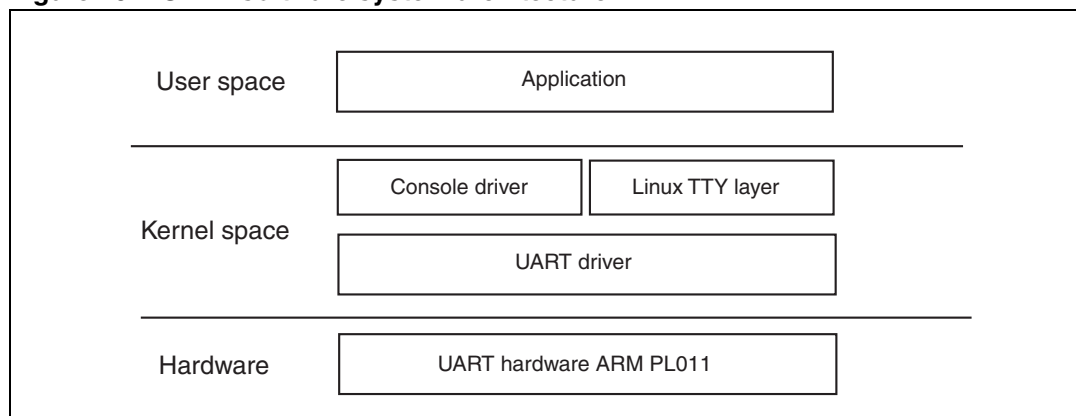 User space
Application
Console driver
Linux TTY layer
Kernel space
UART driver
Hardware
UART hardware ARM PL011